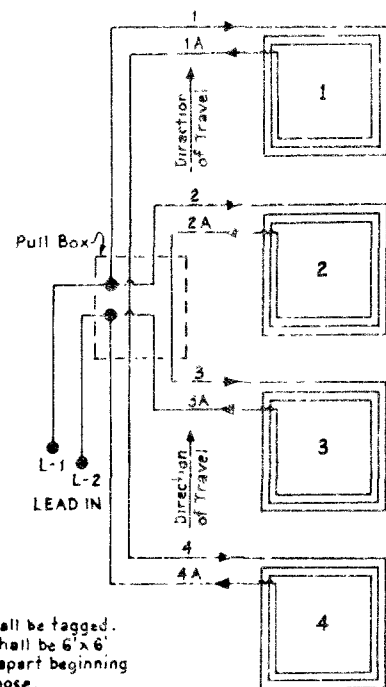 1
1A
Direction
of Travel
1
2
2A
Pull Box
2
3
3A
3
L-1
L-2
LEAD IN
Direction
of Travel
4
4A
4
all be tagged.
hall be 6'x 6'
apart beginning